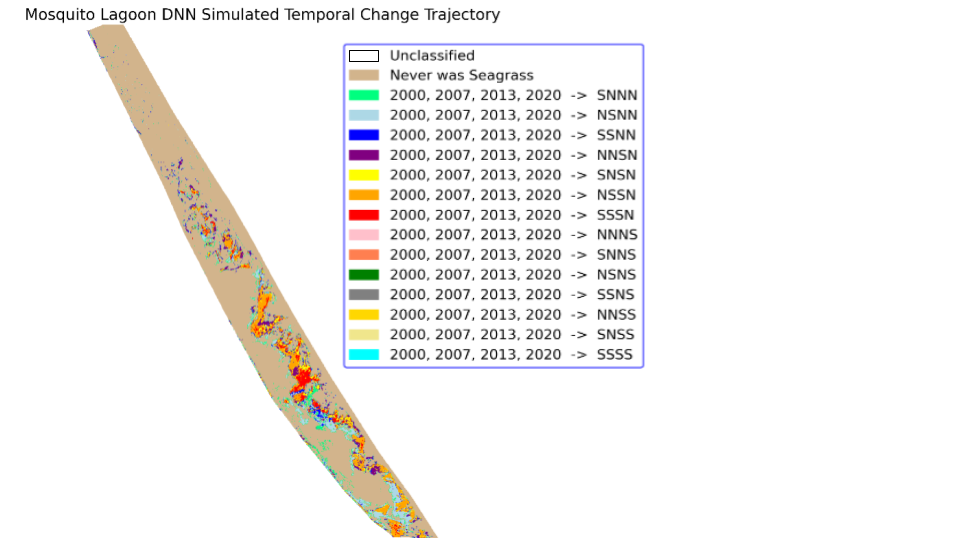 Mosquito Lagoon DNN Simulated Temporal Change Trajectory
Unclassified
Never was Seagrass
2000, 2007, 2013, 2020 -> SNNN
2000, 2007, 2013, 2020 -> NSNN
2000, 2007, 2013, 2020 -> SSNN
2000, 2007, 2013, 2020 -> NNSN
2000, 2007, 2013, 2020 -> SNSN
2000, 2007, 2013, 2020 -> NSSN
2000, 2007, 2013, 2020 -> SSSN
2000, 2007, 2013, 2020 -> NNNS
2000, 2007, 2013, 2020 -> SNNS
2000, 2007, 2013, 2020 -> NSNS
2000, 2007, 2013, 2020 -> SSNS
2000, 2007, 2013, 2020 -> NNSS
2000, 2007, 2013, 2020 -> SNSS
2000, 2007, 2013, 2020 -> SSSS